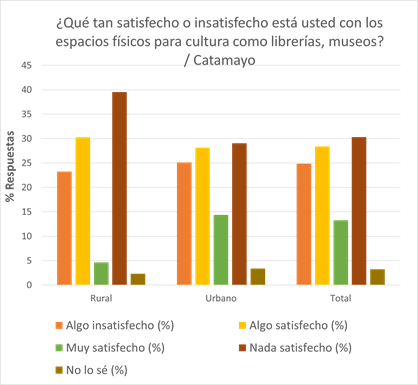 ¿Qué tan satisfecho o insatisfecho está usted con los
espacios físicos para cultura como librerías, museos?
/ Catamayo
% Respuestas
45
40
35
30
25
20
15
10
5
0
Rural Urbano Total
Algo insatisfecho (%) Algo satisfecho (%)
Muy satisfecho (%) Nada satisfecho (%)
No lo sé (%)